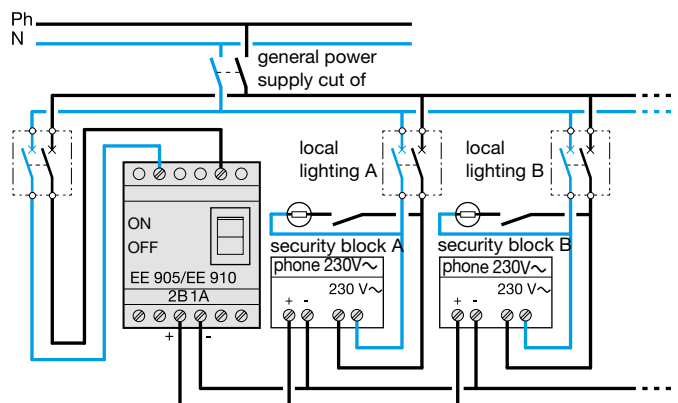 Ph
N
general power
supply cut of
local
lighting A
local
lighting B
ON
OFF
EE 905/EE 910
2B1A
+ -
security block A
phone 230V~
230 V~
+ -
security block B
phone 230V~
230 V~
+ -